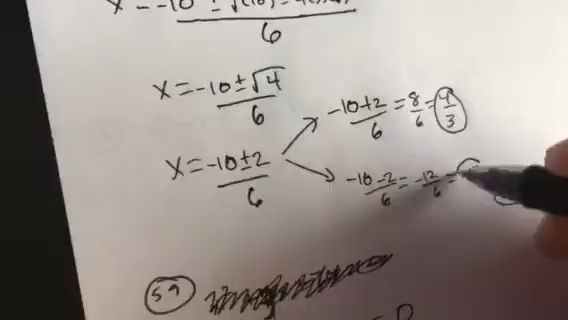 6
x = -10 ± √4 / 6
-10+2 / 6 = 8/6 = 4/3
x = -10 ± 2 / 6
-10-2 / 6 = -12/6 =
59